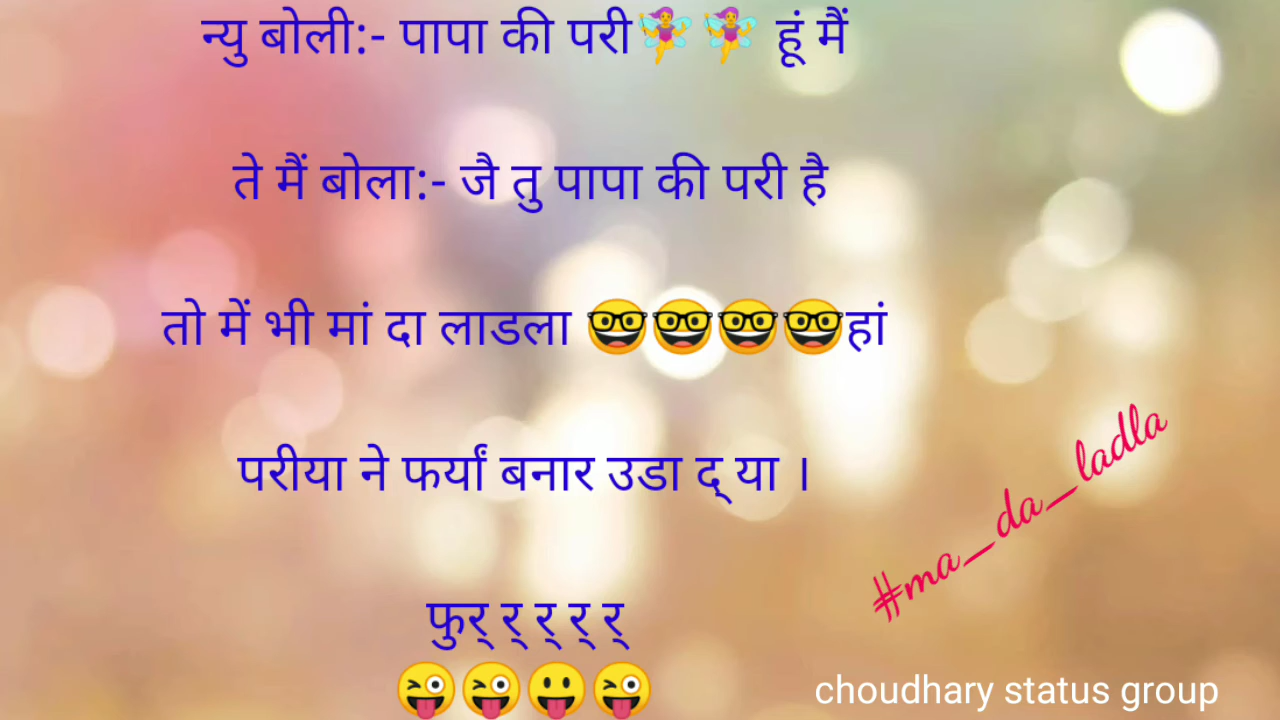 न्यु बोली:- पापा की परी🧚‍♀️🧚‍♀️ हूं मैं
ते मैं बोला:- जै तु पापा की परी है
तो में भी मां दा लाडला 🤓🤓🤓🤓हां
परीया ने फर्यां बनार उडा द् या ।
फुर् र् र् र् र्
😜😜😛😜
#ma_da_ladla
choudhary status group